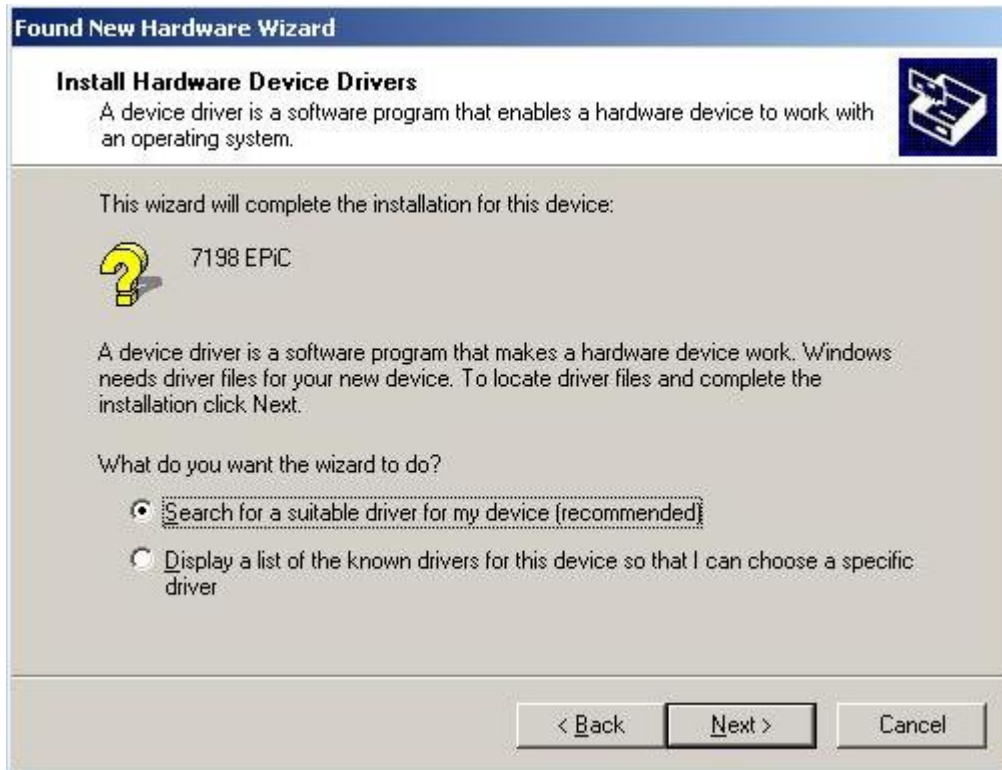 Found New Hardware Wizard
Install Hardware Device Drivers
A device driver is a software program that enables a hardware device to work with
an operating system.
This wizard will complete the installation for this device:
7198 EPiC
A device driver is a software program that makes a hardware device work. Windows
needs driver files for your new device. To locate driver files and complete the
installation click Next.
What do you want the wizard to do?
Search for a suitable driver for my device (recommended)
Display a list of the known drivers for this device so that I can choose a specific
driver
< Back
Next >
Cancel